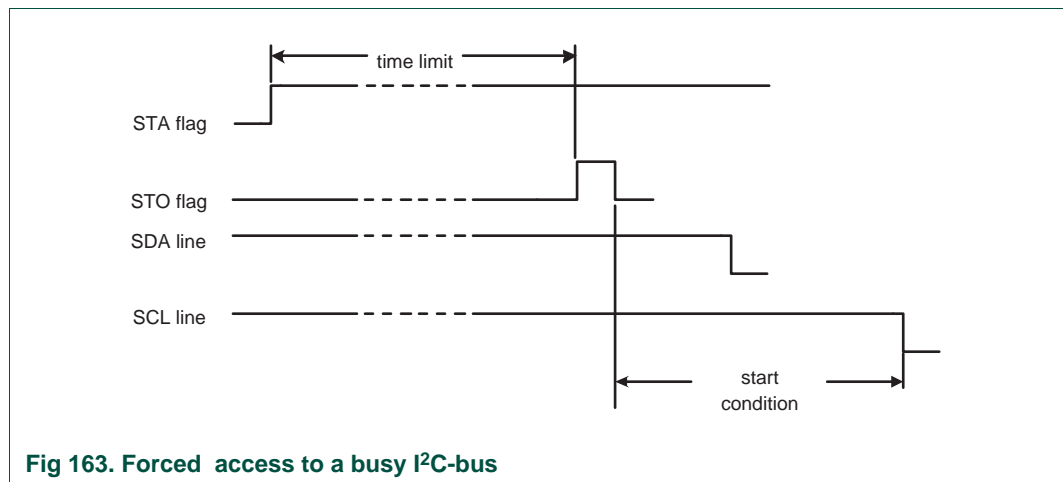 time limit
STA flag
STO flag
SDA line
SCL line
start
condition
Fig 163. Forced access to a busy I²C-bus